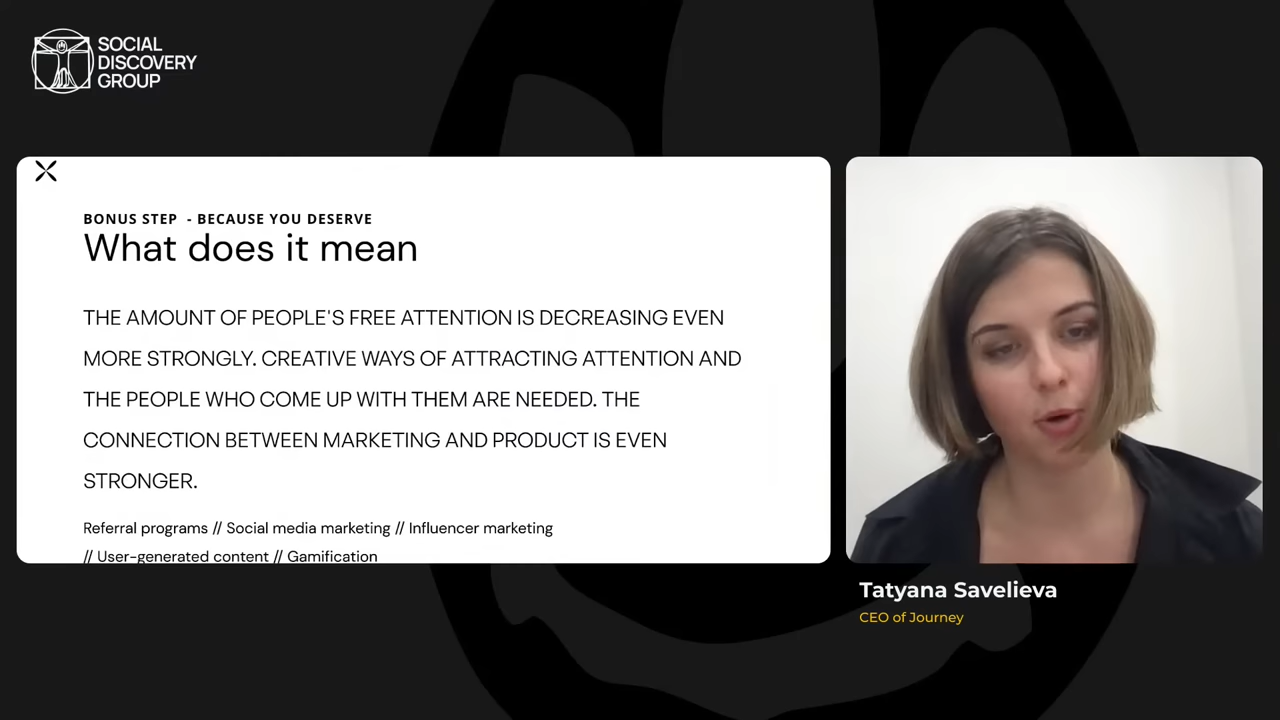 SOCIAL
DISCOVERY
GROUP
BONUS STEP - BECAUSE YOU DESERVE
What does it mean
THE AMOUNT OF PEOPLE'S FREE ATTENTION IS DECREASING EVEN
MORE STRONGLY. CREATIVE WAYS OF ATTRACTING ATTENTION AND
THE PEOPLE WHO COME UP WITH THEM ARE NEEDED. THE
CONNECTION BETWEEN MARKETING AND PRODUCT IS EVEN
STRONGER.
Referral programs // Social media marketing // Influencer marketing
// User-generated content // Gamification
Tatyana Savelieva
CEO of Journey